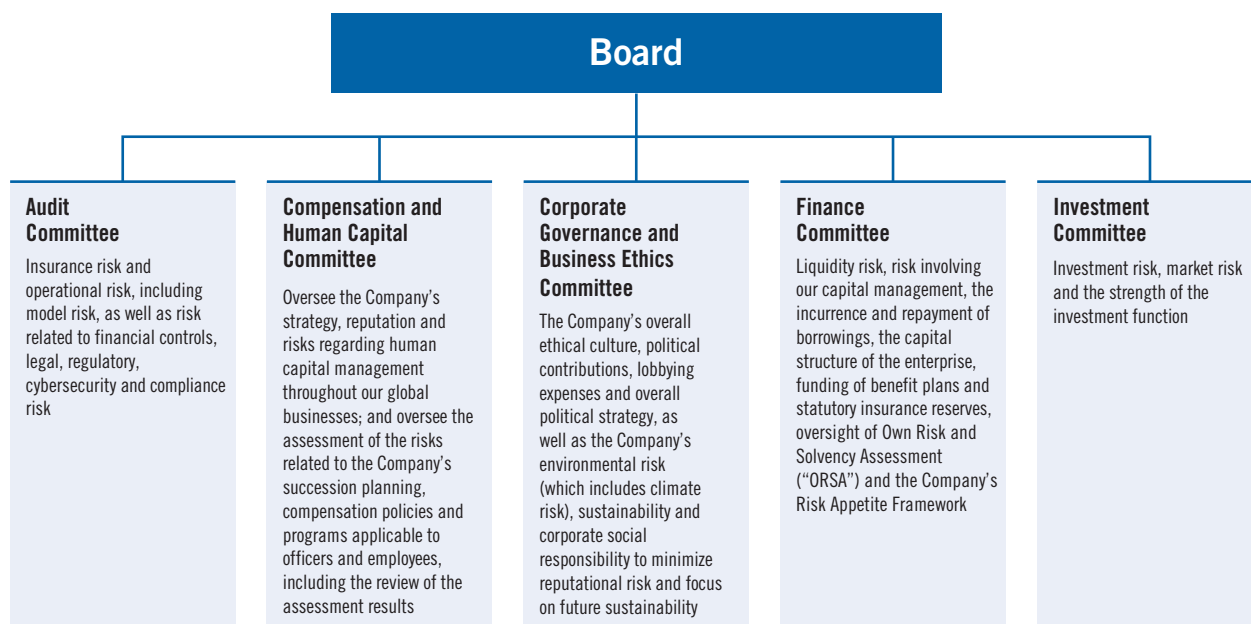 Board
Audit
Committee
Insurance risk and
operational risk, including
model risk, as well as risk
related to financial controls,
legal, regulatory,
cybersecurity and compliance
risk
Compensation and
Human Capital
Committee
Oversee the Company’s
strategy, reputation and
risks regarding human
capital management
throughout our global
businesses; and oversee the
assessment of the risks
related to the Company’s
succession planning,
compensation policies and
programs applicable to
officers and employees,
including the review of the
assessment results
Corporate
Governance and
Business Ethics
Committee
The Company’s overall
ethical culture, political
contributions, lobbying
expenses and overall
political strategy, as
well as the Company’s
environmental risk
(which includes climate
risk), sustainability and
corporate social
responsibility to minimize
reputational risk and focus
on future sustainability
Finance
Committee
Liquidity risk, risk involving
our capital management, the
incurrence and repayment of
borrowings, the capital
structure of the enterprise,
funding of benefit plans and
statutory insurance reserves,
oversight of Own Risk and
Solvency Assessment
(“ORSA”) and the Company’s
Risk Appetite Framework
Investment
Committee
Investment risk, market risk
and the strength of the
investment function